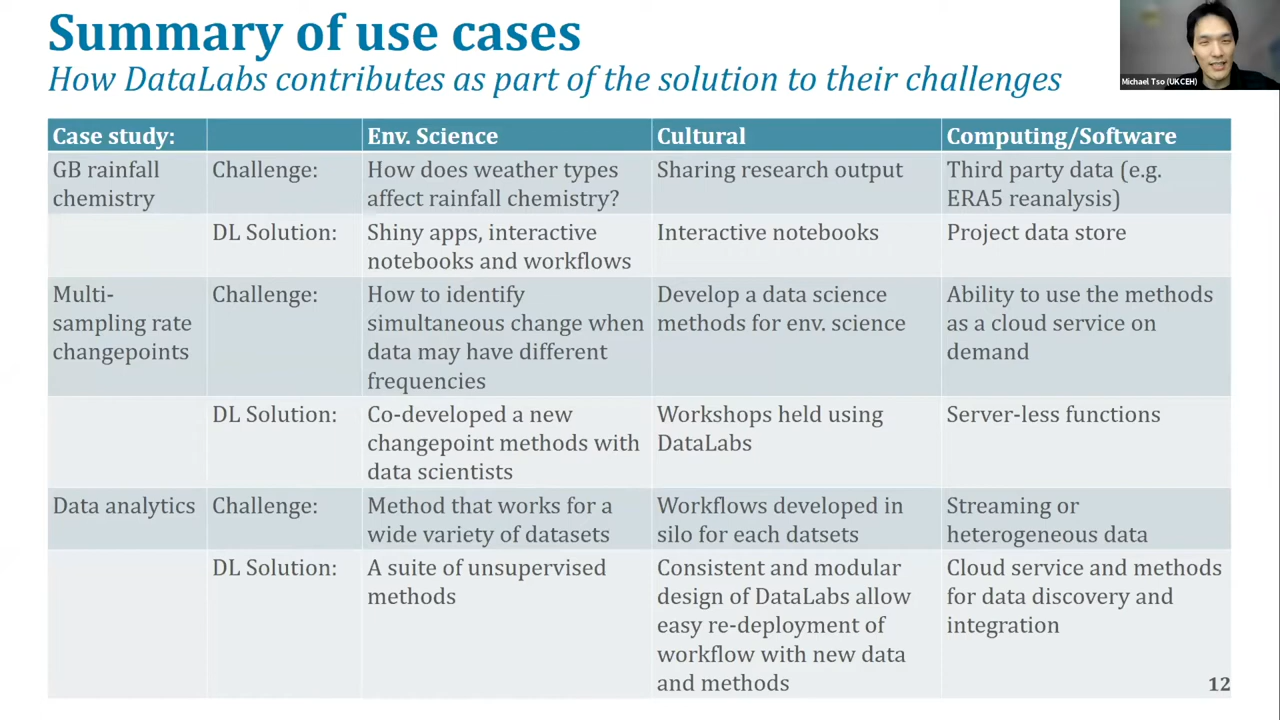 Summary of use cases
How DataLabs contributes as part of the solution to their challenges
Michael Tso (UKCEH)
Case study:
Env. Science
Cultural
Computing/Software
GB rainfall
chemistry
Challenge:
How does weather types
affect rainfall chemistry?
Sharing research output
Third party data (e.g.
ERA5 reanalysis)
DL Solution:
Shiny apps, interactive
notebooks and workflows
Interactive notebooks
Project data store
Multi-
sampling rate
changepoints
Challenge:
How to identify
simultaneous change when
data may have different
frequencies
Develop a data science
methods for env. science
Ability to use the methods
as a cloud service on
demand
DL Solution:
Co-developed a new
changepoint methods with
data scientists
Workshops held using
DataLabs
Server-less functions
Data analytics
Challenge:
Method that works for a
wide variety of datasets
Workflows developed in
silo for each datsets
Streaming or
heterogeneous data
DL Solution:
A suite of unsupervised
methods
Consistent and modular
design of DataLabs allow
easy re-deployment of
workflow with new data
and methods
Cloud service and methods
for data discovery and
integration
12